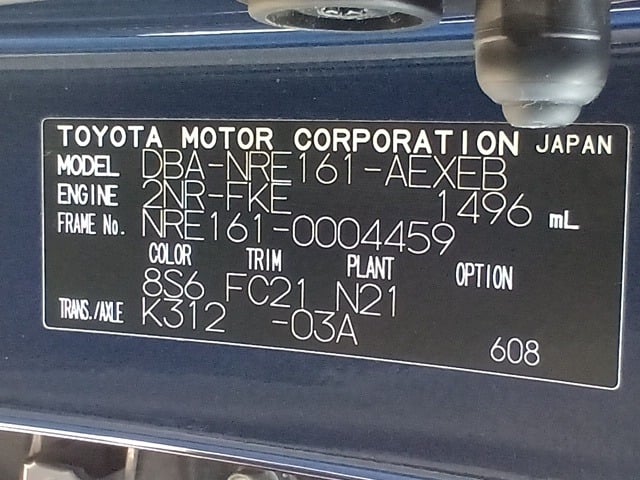 TOYOTA MOTOR CORPORATION JAPAN
MODEL DBA-NRE161-AEXEB
ENGINE 2NR-FKE 1496 mL
FRAME No. NRE161-0004459
COLOR TRIM PLANT OPTION
8S6 FC21 N21
TRANS./AXLE K312 -03A
608